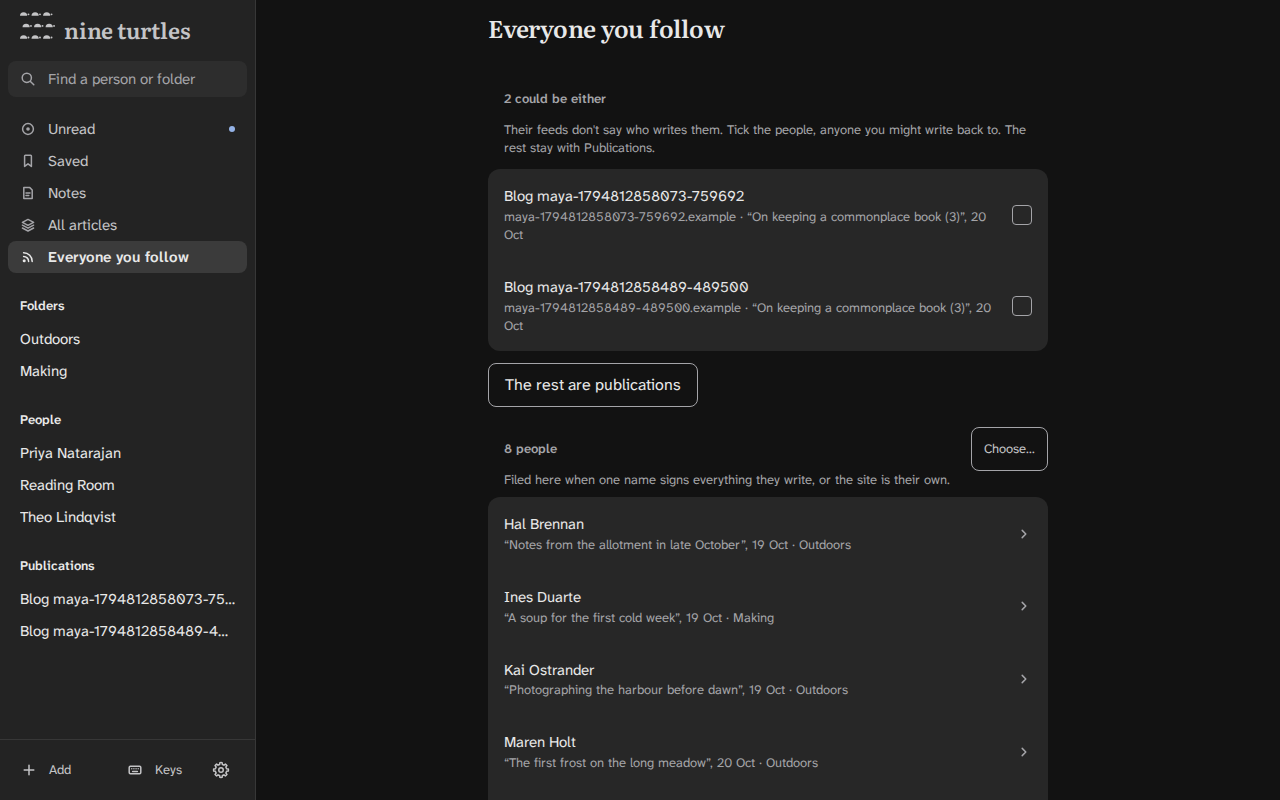 nine turtles
Find a person or folder
Unread
Saved
Notes
All articles
Everyone you follow
Folders
Outdoors
Making
People
Priya Natarajan
Reading Room
Theo Lindqvist
Publications
Blog maya-1794812858073-75...
Blog maya-1794812858489-4...
Add
Keys
Everyone you follow
2 could be either
Their feeds don't say who writes them. Tick the people, anyone you might write back to. The
rest stay with Publications.
Blog maya-1794812858073-759692
maya-1794812858073-759692.example · “On keeping a commonplace book (3)”, 20
Oct
Blog maya-1794812858489-489500
maya-1794812858489-489500.example · “On keeping a commonplace book (3)”, 20
Oct
The rest are publications
8 people
Choose...
Filed here when one name signs everything they write, or the site is their own.
Hal Brennan
“Notes from the allotment in late October”, 19 Oct · Outdoors
Ines Duarte
“A soup for the first cold week”, 19 Oct · Making
Kai Ostrander
“Photographing the harbour before dawn”, 19 Oct · Outdoors
Maren Holt
“The first frost on the long meadow”, 20 Oct · Outdoors